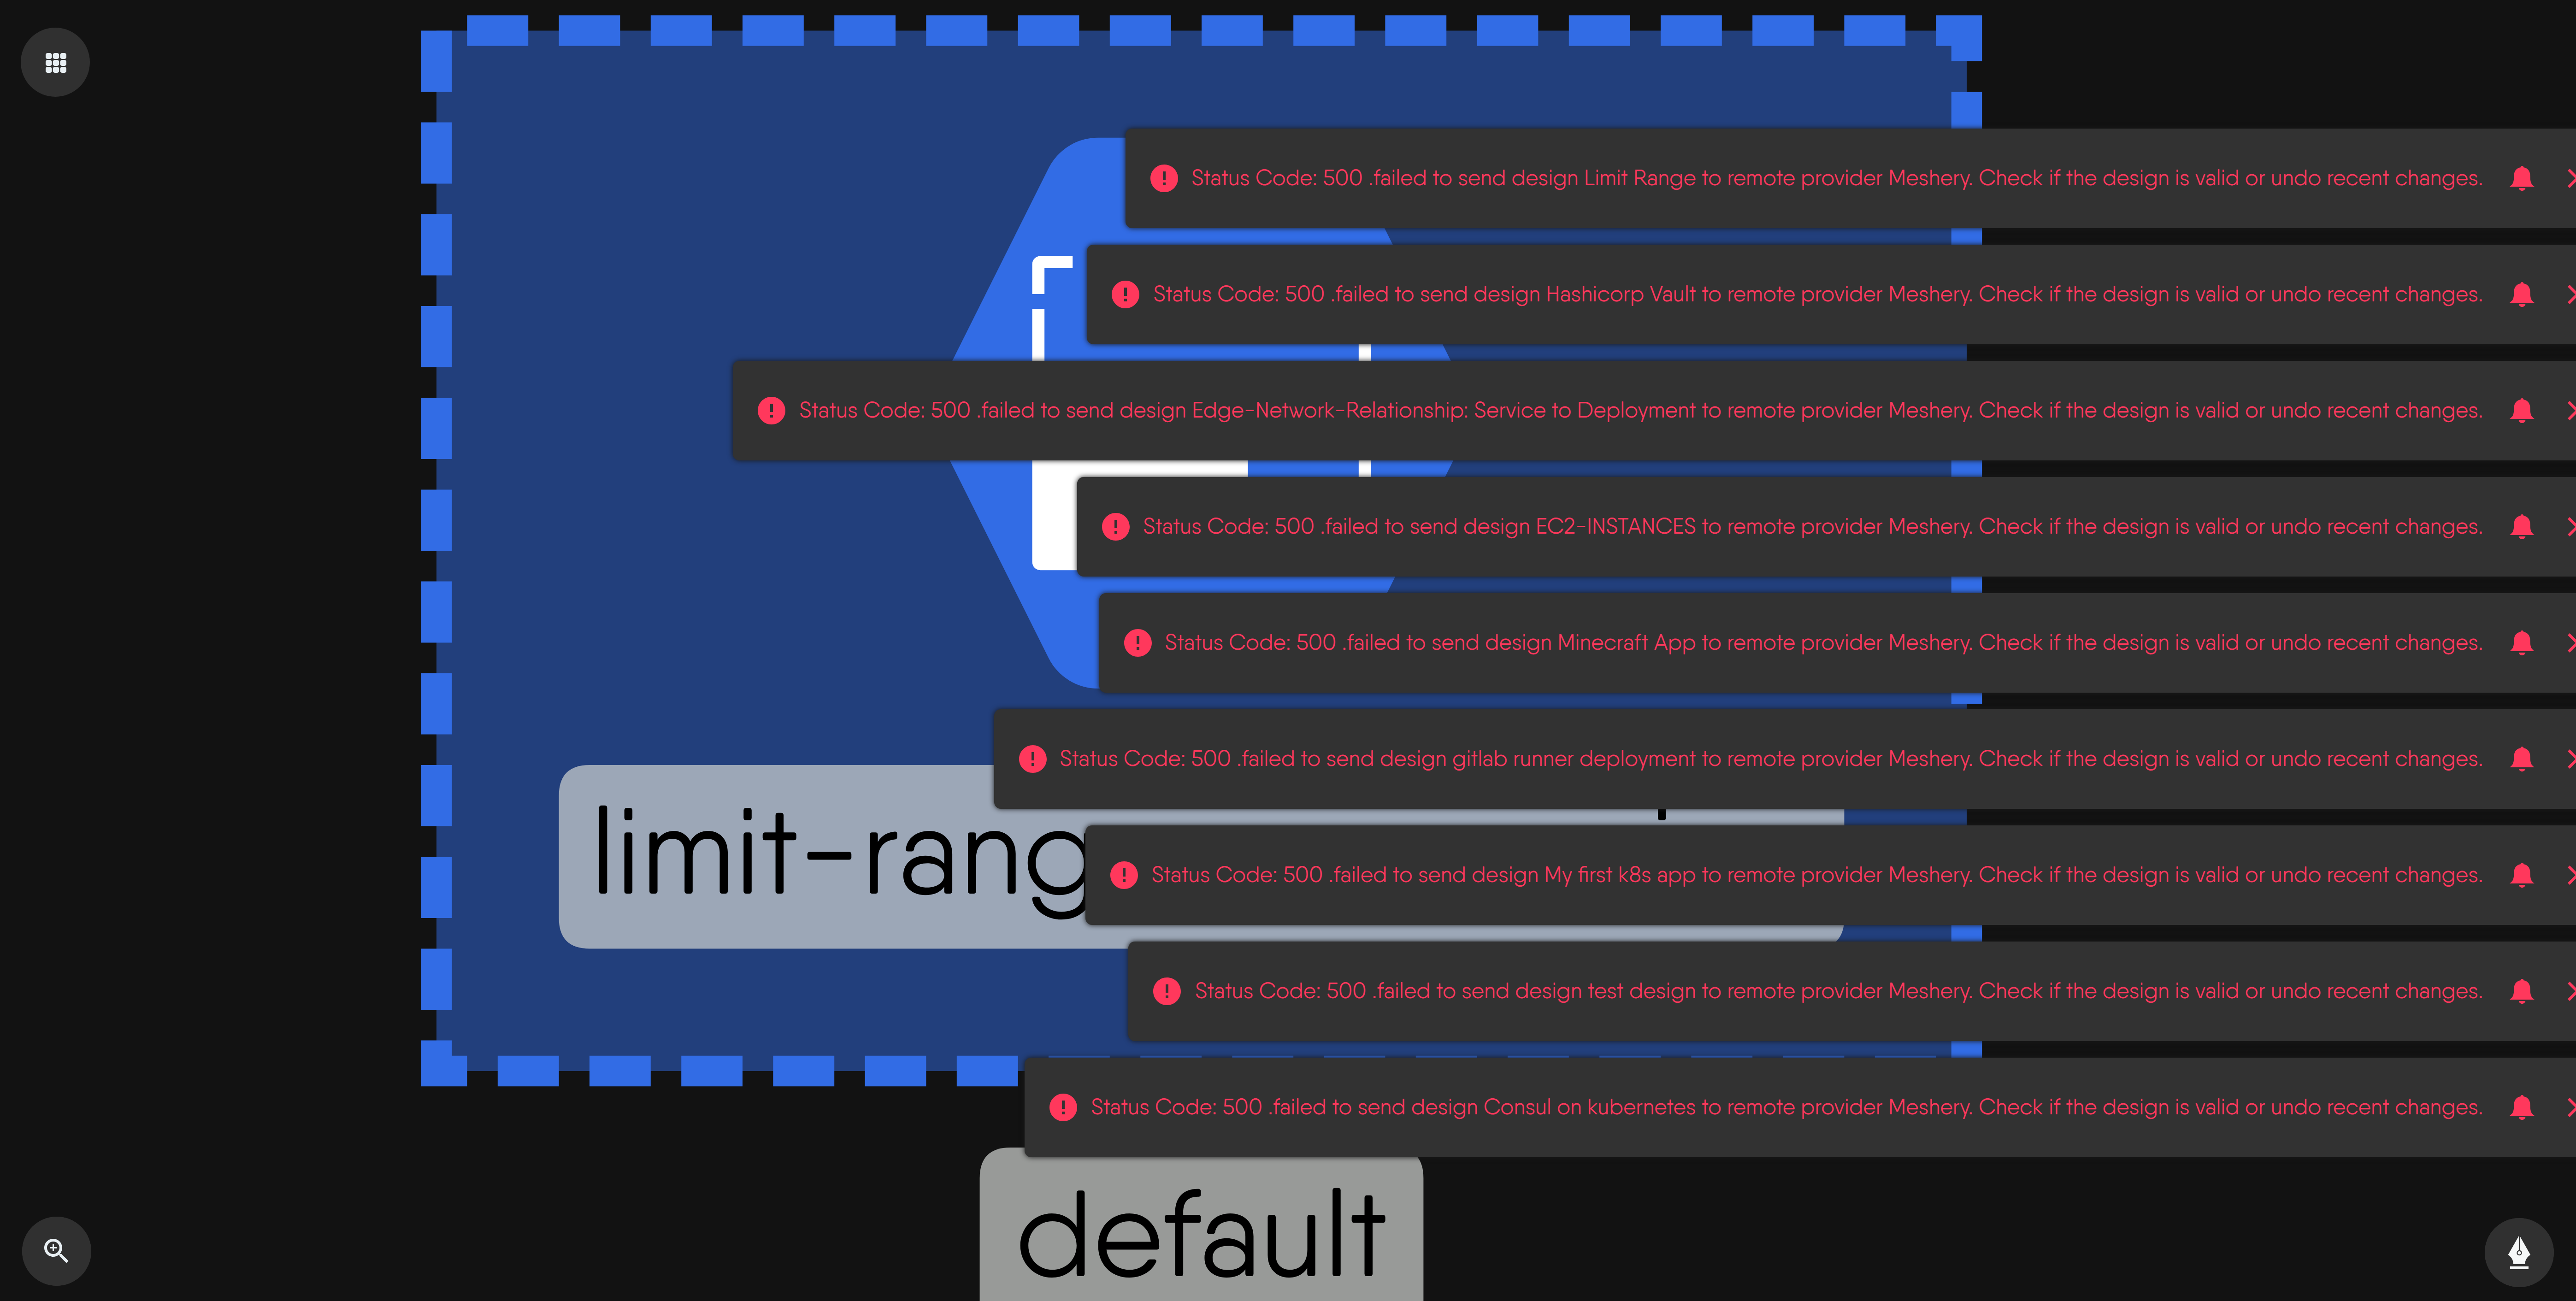 Status Code: 500 .failed to send design Limit Range to remote provider Meshery. Check if the design is valid or undo recent changes.
Status Code: 500 .failed to send design Hashicorp Vault to remote provider Meshery. Check if the design is valid or undo recent changes.
Status Code: 500 .failed to send design Edge-Network-Relationship: Service to Deployment to remote provider Meshery. Check if the design is valid or undo recent changes.
Status Code: 500 .failed to send design EC2-INSTANCES to remote provider Meshery. Check if the design is valid or undo recent changes.
Status Code: 500 .failed to send design Minecraft App to remote provider Meshery. Check if the design is valid or undo recent changes.
Status Code: 500 .failed to send design gitlab runner deployment to remote provider Meshery. Check if the design is valid or undo recent changes.
limit-rang
Status Code: 500 .failed to send design My first k8s app to remote provider Meshery. Check if the design is valid or undo recent changes.
Status Code: 500 .failed to send design test design to remote provider Meshery. Check if the design is valid or undo recent changes.
Status Code: 500 .failed to send design Consul on kubernetes to remote provider Meshery. Check if the design is valid or undo recent changes.
default